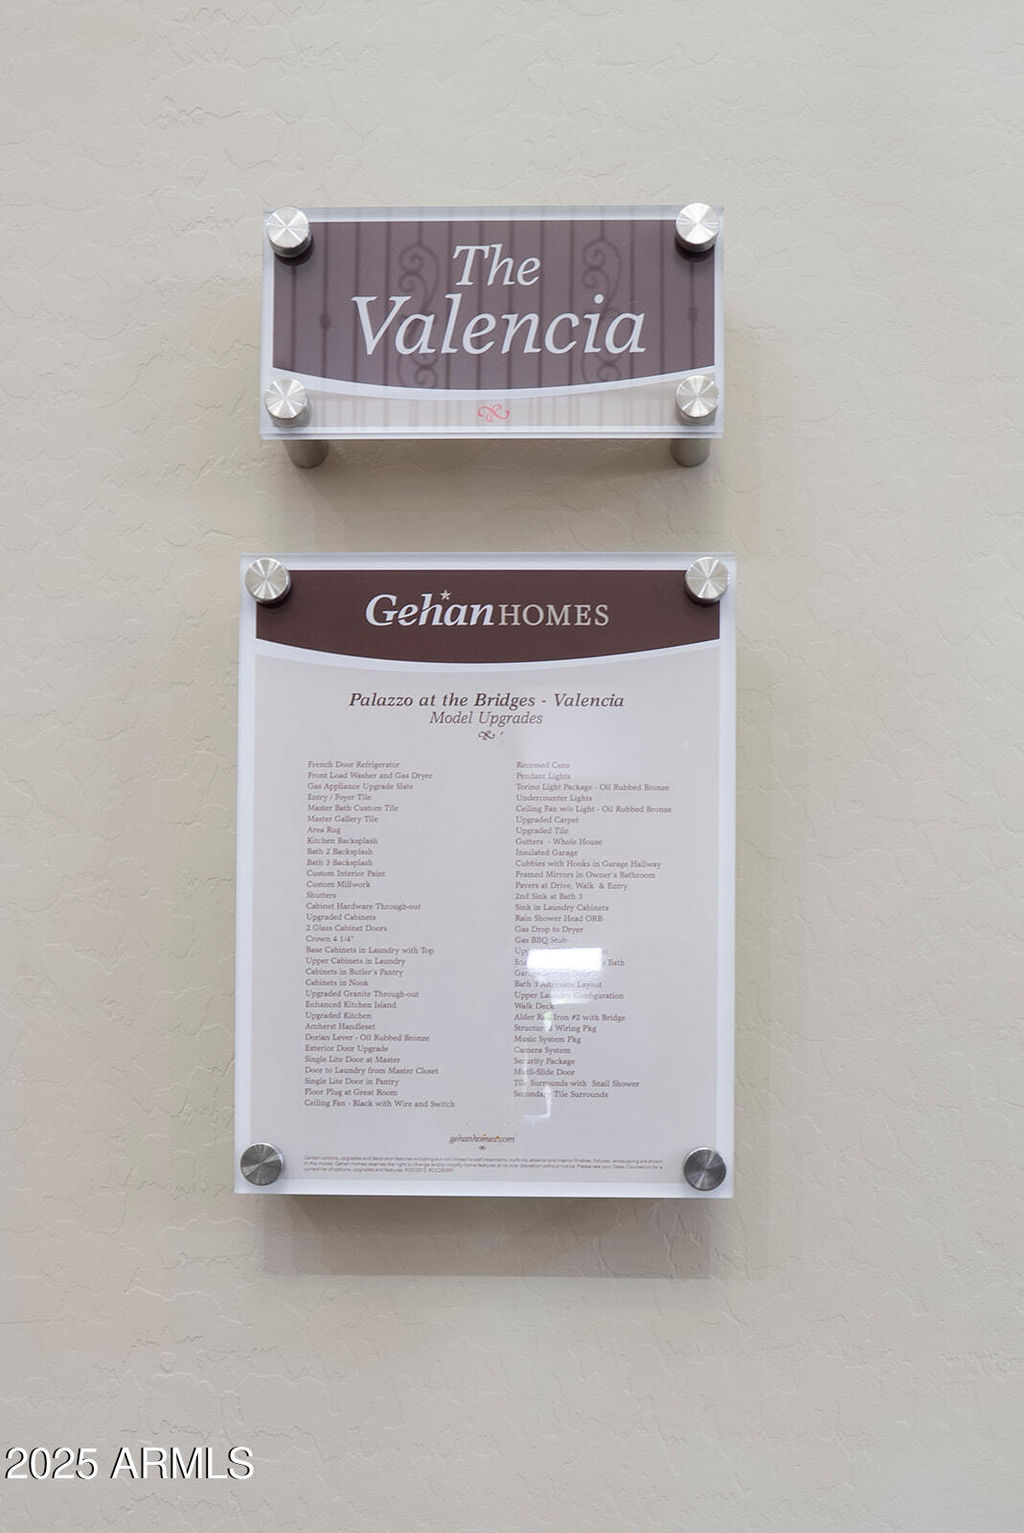 The
Valencia
Gehan HOMES
Palazzo at the Bridges - Valencia
Model Upgrades
French Door Refrigerator
Front Load Washer and Gas Dryer
Gas Appliance Upgrade Slate
Entry / Foyer Tile
Master Bath Custom Tile
Master Gallery Tile
Area Rug
Kitchen Backsplash
Bath 2 Backsplash
Bath 3 Backsplash
Custom Interior Paint
Custom Millwork
Shutters
Cabinet Hardware Through-out
Upgraded Cabinets
2 Glass Cabinet Doors
Crown 4 1/4"
Base Cabinets in Laundry with Top
Upper Cabinets in Laundry
Cabinets in Butler's Pantry
Cabinets in Nook
Upgraded Granite Through-out
Enhanced Kitchen Island
Upgraded Kitchen
Amherst Handleset
Dorian Lever - Oil Rubbed Bronze
Exterior Door Upgrade
Single Lite Door at Master
Door to Laundry from Master Closet
Single Lite Door in Pantry
Floor Plug at Great Room
Ceiling Fan - Black with Wire and Switch
Recessed Cans
Pendant Lights
Torino Light Package - Oil Rubbed Bronze
Undercounter Lights
Ceiling Fan w/o Light - Oil Rubbed Bronze
Upgraded Carpet
Upgraded Tile
Gutters - Whole House
Insulated Garage
Cubbies with Hooks in Garage Hallway
Framed Mirrors in Owner's Bathroom
Pavers at Drive, Walk & Entry
2nd Sink at Bath 3
Sink in Laundry Cabinets
Rain Shower Head ORB
Gas Drop to Dryer
Gas BBQ Stub
Bath
Garage Service Door
Bath 3 Alternate Layout
Upper Laundry Configuration
Walk Deck
Alder Rail Iron #2 with Bridge
Structured Wiring Pkg
Music System Pkg
Camera System
Security Package
Multi-Slide Door
Tile Surrounds with Snail Shower
Secondary Tile Surrounds
gehanhomes.com
2025 ARMLS